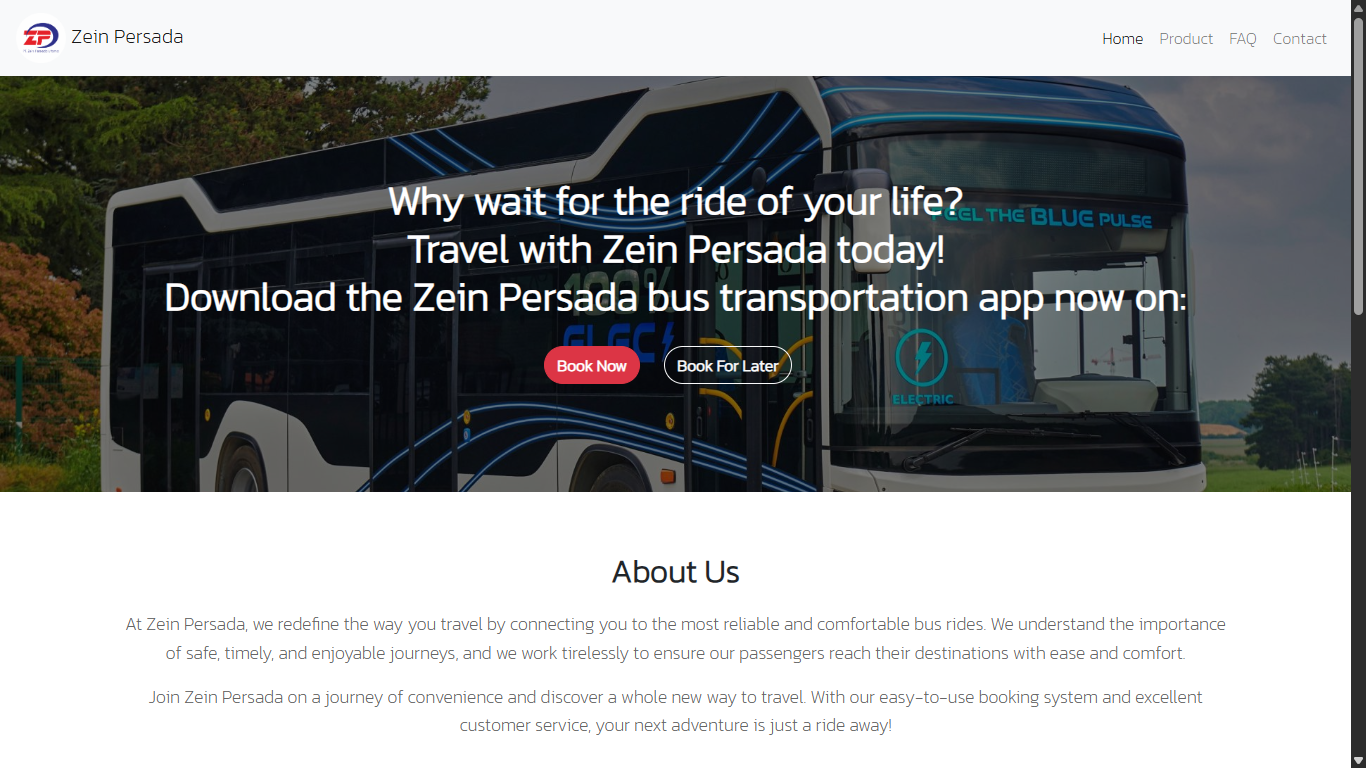 ZP
Zein Persada
Home Product FAQ Contact
Why wait for the ride of your life?
FEEL THE BLUE PULSE
Travel with Zein Persada today!
100%
Download the Zein Persada bus transportation app now on:
ELEC
Book Now Book For Later
ELECTRIC
About Us
At Zein Persada, we redefine the way you travel by connecting you to the most reliable and comfortable bus rides. We understand the importance
of safe, timely, and enjoyable journeys, and we work tirelessly to ensure our passengers reach their destinations with ease and comfort.
Join Zein Persada on a journey of convenience and discover a whole new way to travel. With our easy-to-use booking system and excellent
customer service, your next adventure is just a ride away!